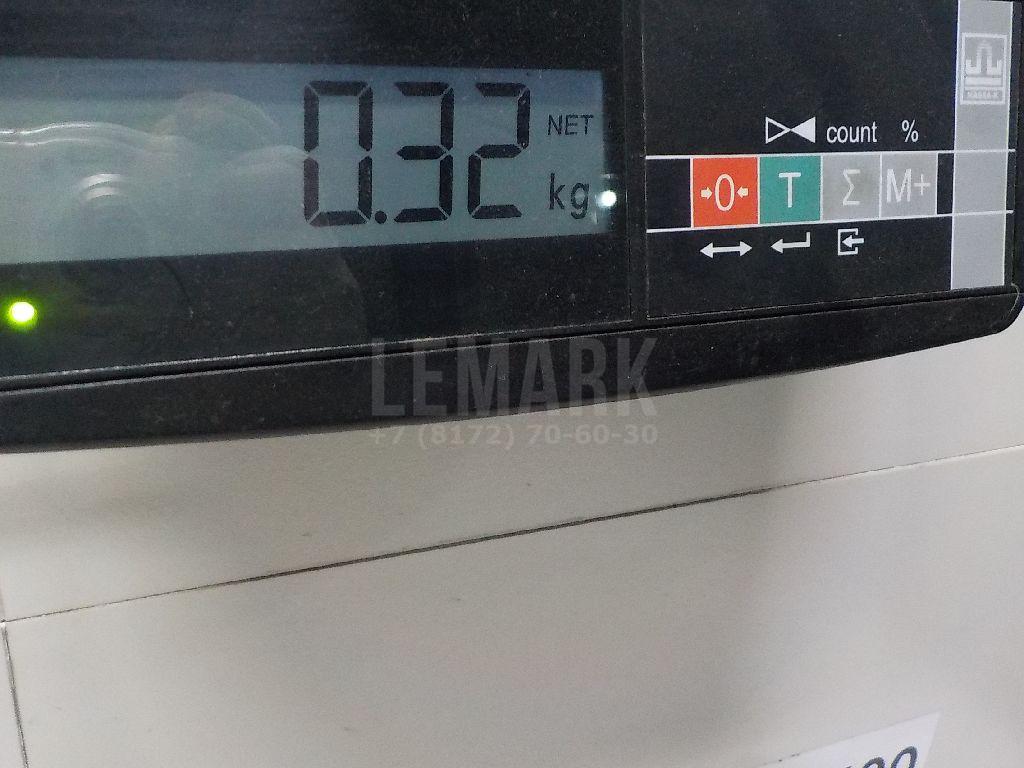 0.32
NET
kg
count %
→0← T Σ M+
LEMARK
+7 (8172) 70-60-30